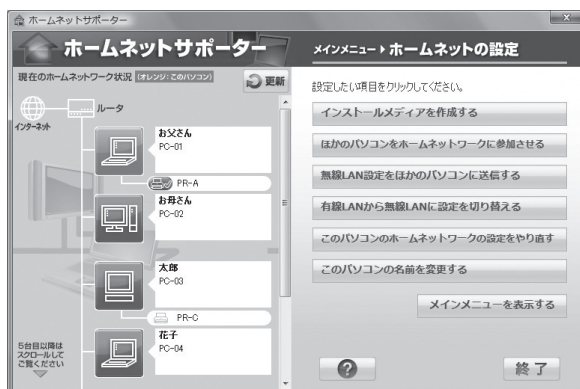 ホームネットサポーター
ホームネットサポーター
メインメニュー ▶ ホームネットの設定
現在のホームネットワーク状況 (オレンジ：このパソコン)
更新
ルータ
インターネット
お父さん
PC-01
PR-A
お母さん
PC-02
太郎
PC-03
PR-C
花子
PC-04
5台目以降は
スクロールして
ご覧ください
設定したい項目をクリックしてください。
インストールメディアを作成する
ほかのパソコンをホームネットワークに参加させる
無線LAN設定をほかのパソコンに送信する
有線LANから無線LANに設定を切り替える
このパソコンのホームネットワークの設定をやり直す
このパソコンの名前を変更する
メインメニューを表示する
?
終了